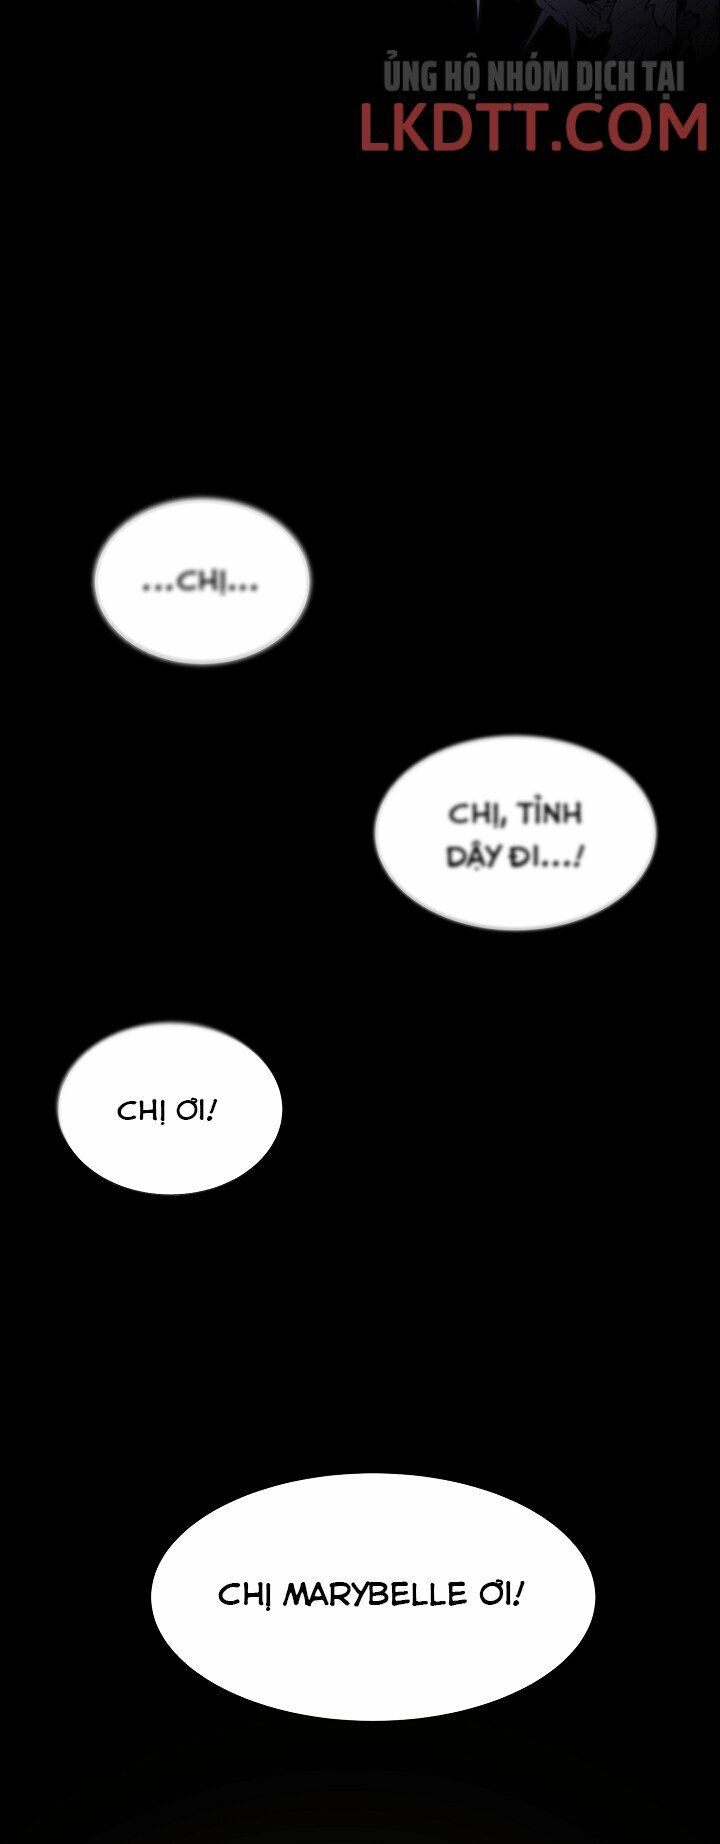 ỦNG HỘ NHÓM DỊCH TẠI
LKDTT.COM
...CHỊ...
CHỊ, TỈNH
DẬY ĐI...!
CHỊ ƠI!
CHỊ MARYBELLE ƠI!